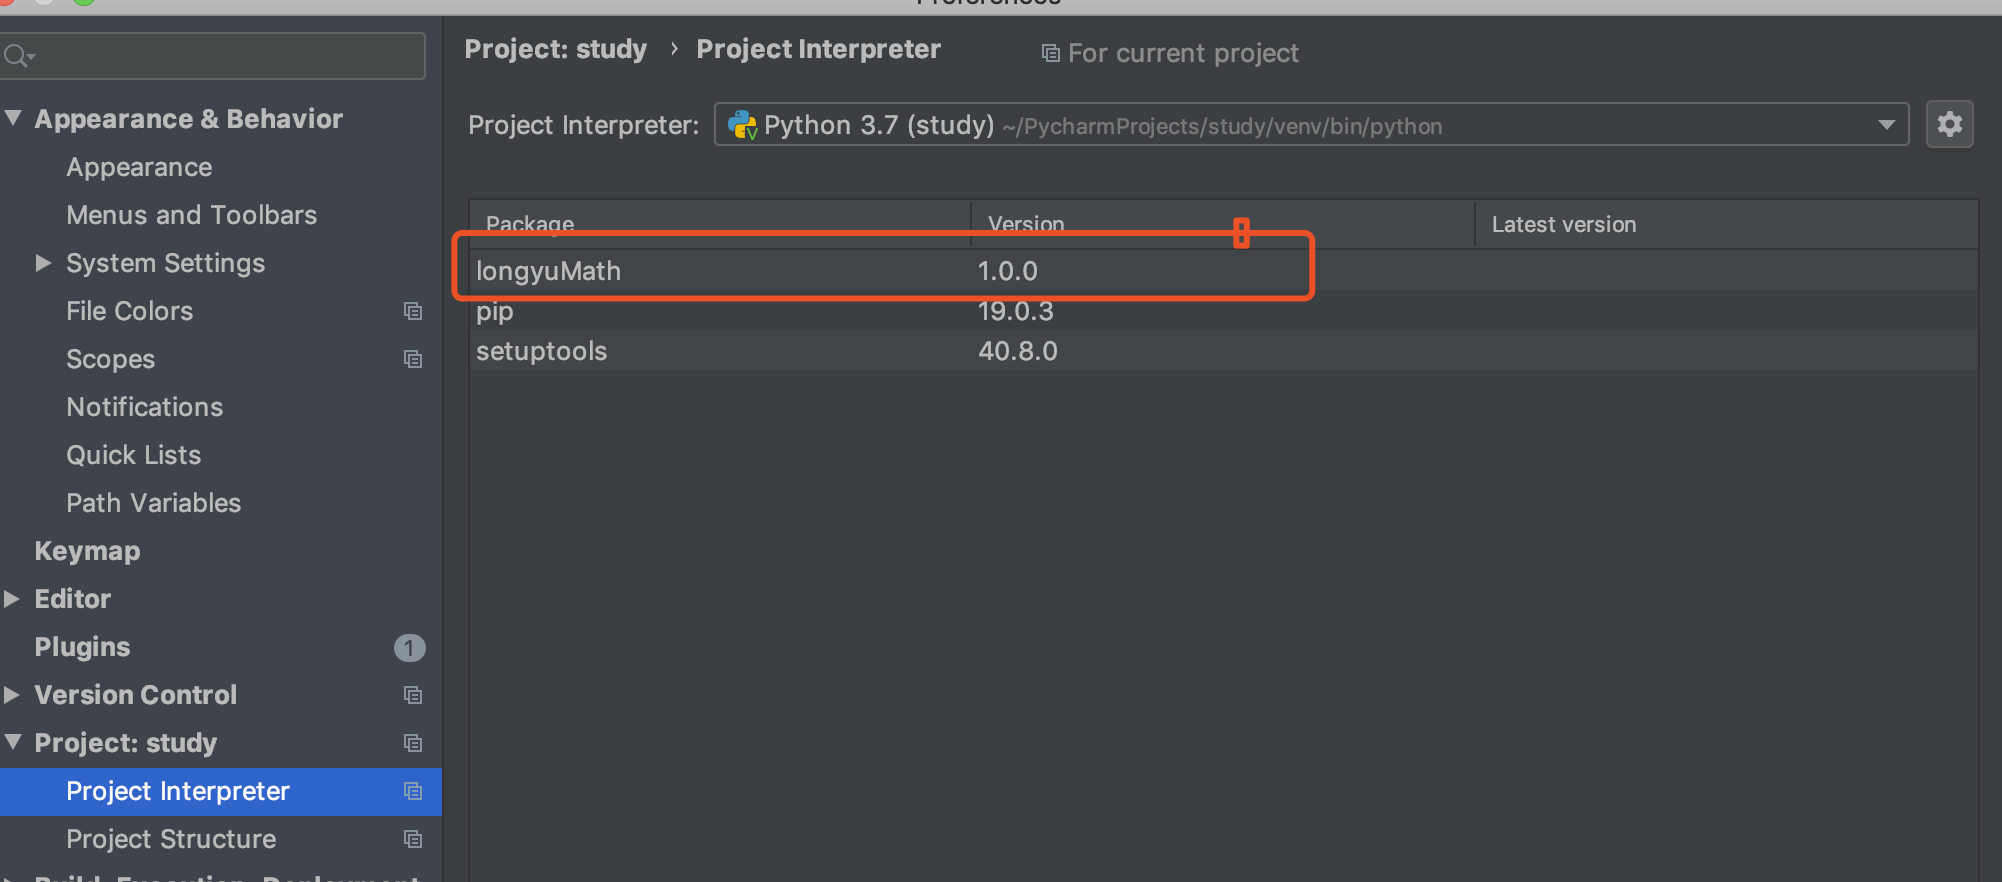 Preferences
Project: study › Project Interpreter
For current project
Appearance & Behavior
Appearance
Menus and Toolbars
System Settings
File Colors
Scopes
Notifications
Quick Lists
Path Variables
Keymap
Editor
Plugins 1
Version Control
Project: study
Project Interpreter
Project Structure
Build, Execution, Deployment
Project Interpreter: Python 3.7 (study) ~/PycharmProjects/study/venv/bin/python
Package Version Latest version
longyuMath 1.0.0
pip 19.0.3
setuptools 40.8.0